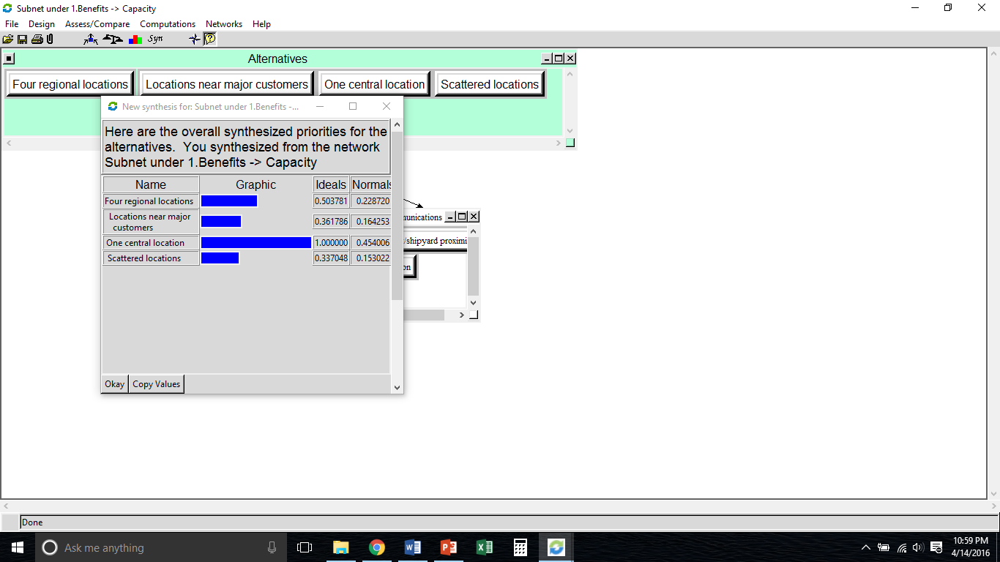 Subnet under 1.Benefits -> Capacity
File Design Assess/Compare Computations Networks Help
Syn
Alternatives
Four regional locations Locations near major customers One central location Scattered locations
New synthesis for: Subnet under 1.Benefits -...
Here are the overall synthesized priorities for the
alternatives. You synthesized from the network
Subnet under 1.Benefits -> Capacity
Name Graphic Ideals Normals
Four regional locations 0.503781 0.228720
Locations near major
customers 0.361786 0.164253
One central location 1.000000 0.454006
Scattered locations 0.337048 0.153022
Okay Copy Values
unications
/shipyard proximi
on
Done
Ask me anything
10:59 PM
4/14/2016